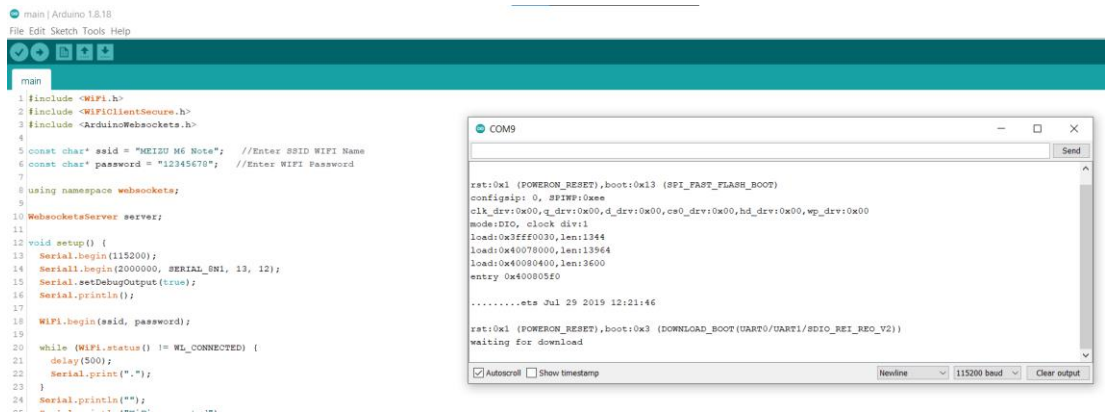 main | Arduino 1.8.18
File Edit Sketch Tools Help
main
1 #include <WiFi.h>
2 #include <WiFiClientSecure.h>
3 #include <ArduinoWebsockets.h>
4
5 const char* ssid = "MEIZU M6 Note"; //Enter SSID WIFI Name
6 const char* password = "12345678"; //Enter WIFI Password
7
8 using namespace websockets;
9
10 WebsocketsServer server;
11
12 void setup() {
13 Serial.begin(115200);
14 Serial1.begin(2000000, SERIAL_8N1, 13, 12);
15 Serial.setDebugOutput(true);
16 Serial.println();
17
18 WiFi.begin(ssid, password);
19
20 while (WiFi.status() != WL_CONNECTED) {
21 delay(500);
22 Serial.print(".");
23 }
24 Serial.println("");
COM9
Send
rst:0x1 (POWERON_RESET),boot:0x13 (SPI_FAST_FLASH_BOOT)
configsip: 0, SPIWP:0xee
clk_drv:0x00,q_drv:0x00,d_drv:0x00,cs0_drv:0x00,hd_drv:0x00,wp_drv:0x00
mode:DIO, clock div:1
load:0x3fff0030,len:1344
load:0x40078000,len:13964
load:0x40080400,len:3600
entry 0x400805f0
.........ets Jul 29 2019 12:21:46
rst:0x1 (POWERON_RESET),boot:0x3 (DOWNLOAD_BOOT(UART0/UART1/SDIO_REI_REO_V2))
waiting for download
Autoscroll Show timestamp Newline 115200 baud Clear output